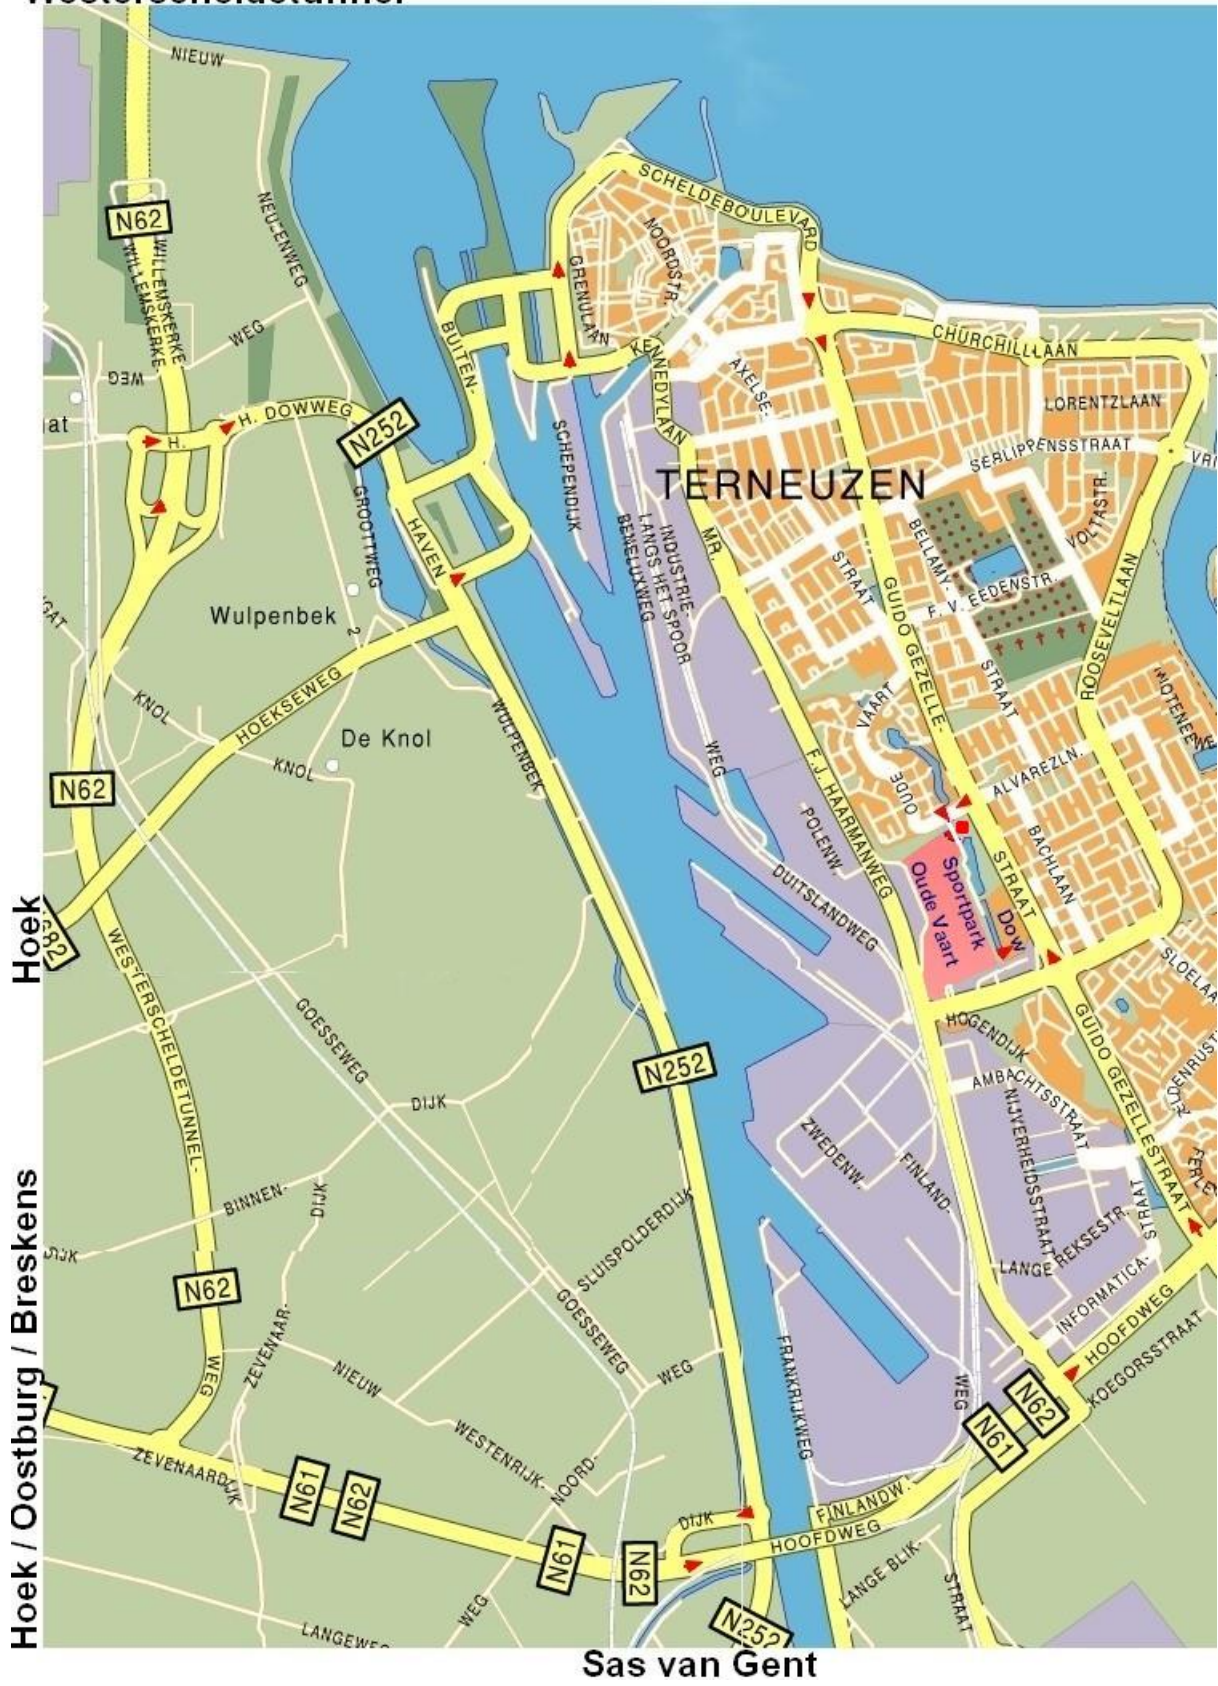 Westerscheldetunnel
NIEUW
N62
NEUZENWEG
WILLEMSKERKE
WILLEMSKERKE
WEG
WEG
SCHELDEBOULEVARD
NOORDSTR.
GRENULAAN
BUITEN-
KENNEDYLAAN
CHURCHILLLAAN
AXELSE-
LORENTZLAAN
H.
H. DOWWEG
N252
SERLIPPENSSTRAAT
TERNEUZEN
SCHEPENDIJK
GROOTTWEG
HAVEN
MR.
INDUSTRIE-
LANGS HET SPOOR
BENELUXWEG
STRAAT
BELLAMY-
VOLTASTR.
F. V. EEDENSTR.
GUIDO GEZELLE-
ROOSEVELTLAAN
Wulpenbek
2
KNOL
HOEKSEWEG
De Knol
KNOL
WULPENBEK
WEG
VAART
OUDE
STRAAT
F.J. HAARMANWEG
ALVAREZLN.
N62
POLENW.
BACHLAAN
STRAAT
DUITSLANDWEG
Sportpark
Oude Vaart
Dow
Hoek
WESTERSCHELDETUNNEL-
GOESSEWEG
HOGENDIJK
GUIDO GEZELLESTRAAT
N252
AMBACHTSSTRAAT
NIJVERHEIDSSTRAAT
DIJK
ZWEDENW.
FINLAND-
BINNEN-
DIJK
SLUISPOLDERDIJK
LANGE REKSESTR.
STRAAT
INFORMATICA-
N62
GOESSEWEG
HOOFDWEG
KOEGORSSTRAAT
ZEVENAAR-
NIEUW
WEG
WEG
FRANKRIJKWEG
WEG
N62
N61
Hoek / Oostburg / Breskens
ZEVENAARDIJK
WESTENRIJK-
NOORD-
N61
N62
N61
N62
DIJK
FINLANDW.
HOOFDWEG
LANGE BLIK-
STRAAT
WEG
LANGEWEG
N252
Sas van Gent